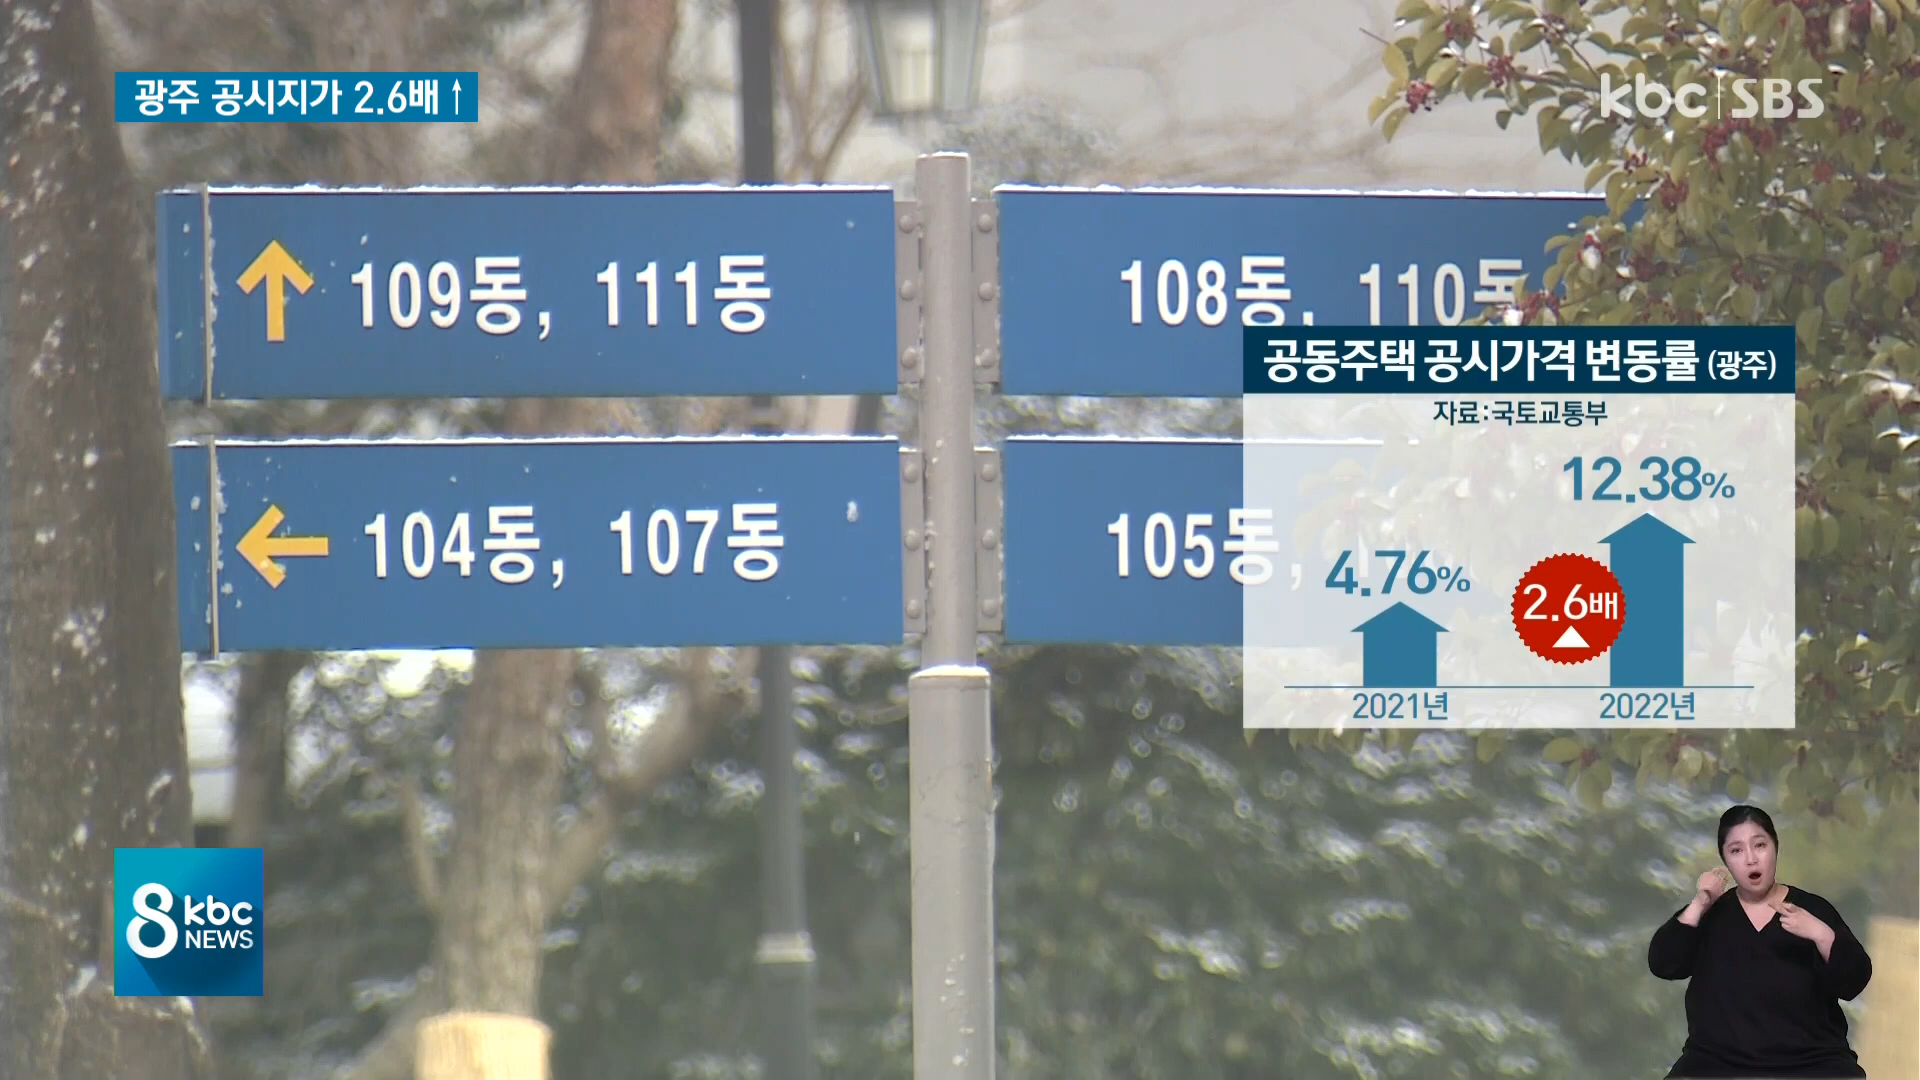 광주 공시지가 2.6배↑
kbc SBS
↑ 109동, 111동
108동, 110동
← 104동, 107동
105동,
공동주택 공시가격 변동률 (광주)
자료:국토교통부
4.76%
12.38%
2.6배
2021년
2022년
8 kbc
NEWS